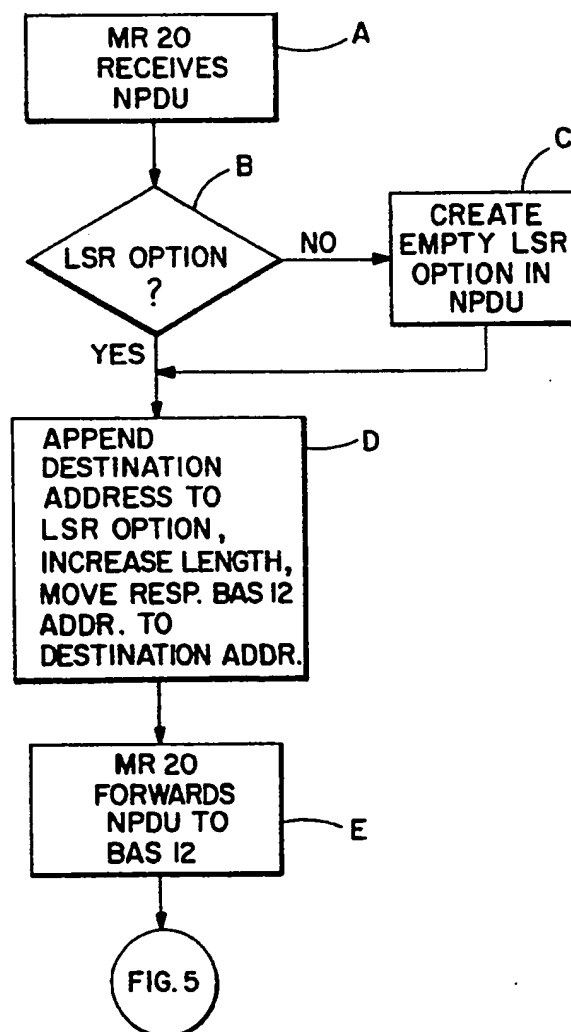 MR 20
RECEIVES
NPDU
A
B
LSR OPTION
?
NO
C
CREATE
EMPTY LSR
OPTION IN
NPDU
YES
APPEND
DESTINATION
ADDRESS TO
LSR OPTION,
INCREASE LENGTH,
MOVE RESP. BAS 12
ADDR. TO
DESTINATION ADDR.
D
MR 20
FORWARDS
NPDU TO
BAS 12
E
FIG. 5